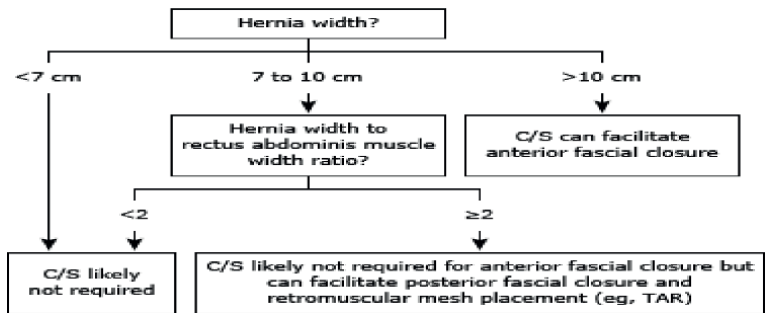 Hernia width?
<7 cm
7 to 10 cm
>10 cm
Hernia width to
rectus abdominis muscle
width ratio?
C/S can facilitate
anterior fascial closure
<2
≥2
C/S likely
not required
C/S likely not required for anterior fascial closure but
can facilitate posterior fascial closure and
retromuscular mesh placement (eg, TAR)